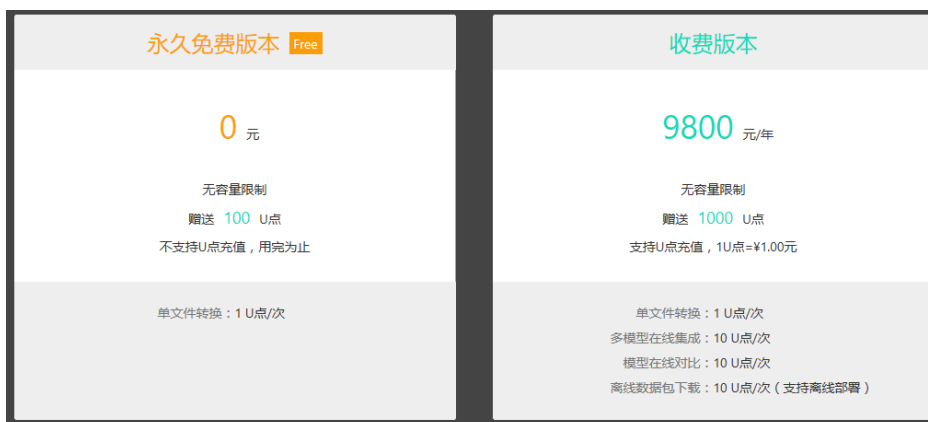 永久免费版本 Free
0 元
无容量限制
赠送 100 U点
不支持U点充值，用完为止
单文件转换：1 U点/次
收费版本
9800 元/年
无容量限制
赠送 1000 U点
支持U点充值，1U点=¥1.00元
单文件转换：1 U点/次
多模型在线集成：10 U点/次
模型在线对比：10 U点/次
离线数据包下载：10 U点/次（支持离线部署）